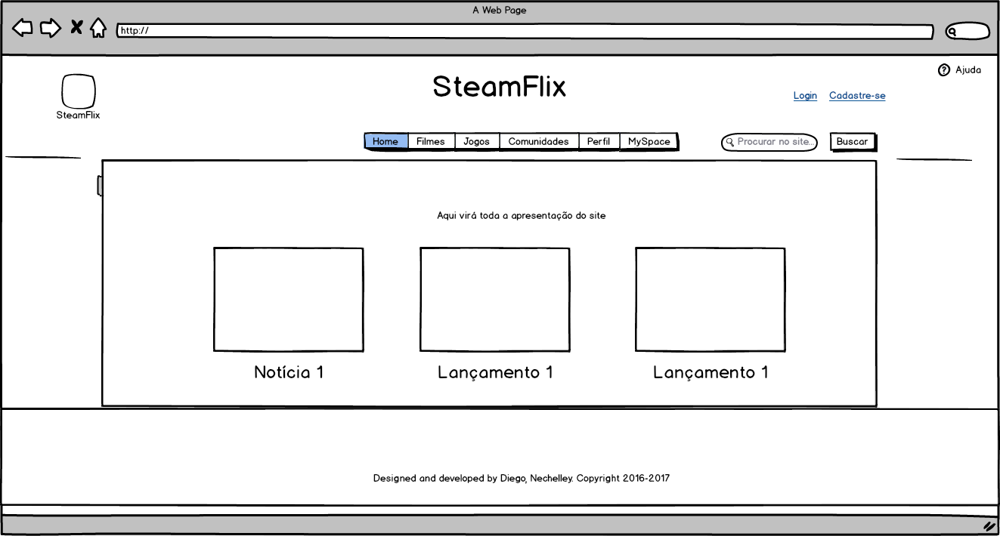 A Web Page
http://
Ajuda
SteamFlix
SteamFlix
Login Cadastre-se
Home Filmes Jogos Comunidades Perfil MySpace
Procurar no site...
Buscar
Aqui virá toda a apresentação do site
Notícia 1
Lançamento 1
Lançamento 1
Designed and developed by Diego, Nechelley. Copyright 2016-2017